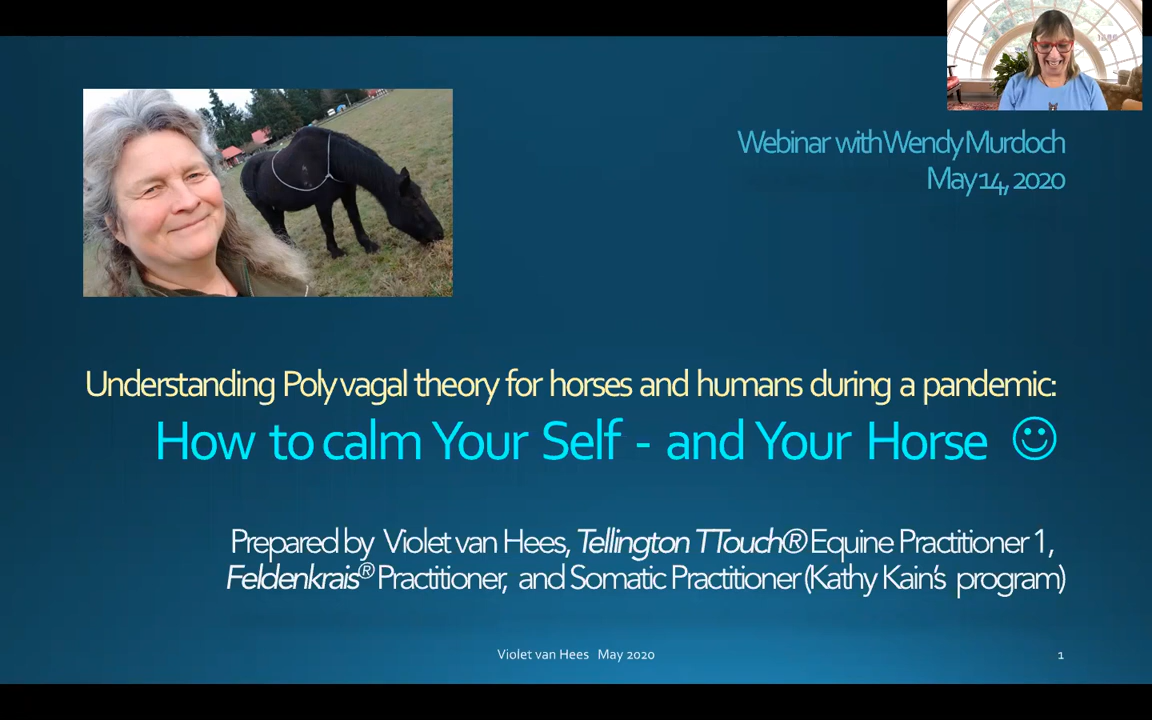 Webinar with Wendy Murdoch
May 14, 2020
Understanding Polyvagal theory for horses and humans during a pandemic:
How to calm Your Self - and Your Horse ☺
Prepared by Violet van Hees, Tellington TTouch® Equine Practitioner 1,
Feldenkrais® Practitioner, and Somatic Practitioner (Kathy Kain's program)
Violet van Hees May 2020
1